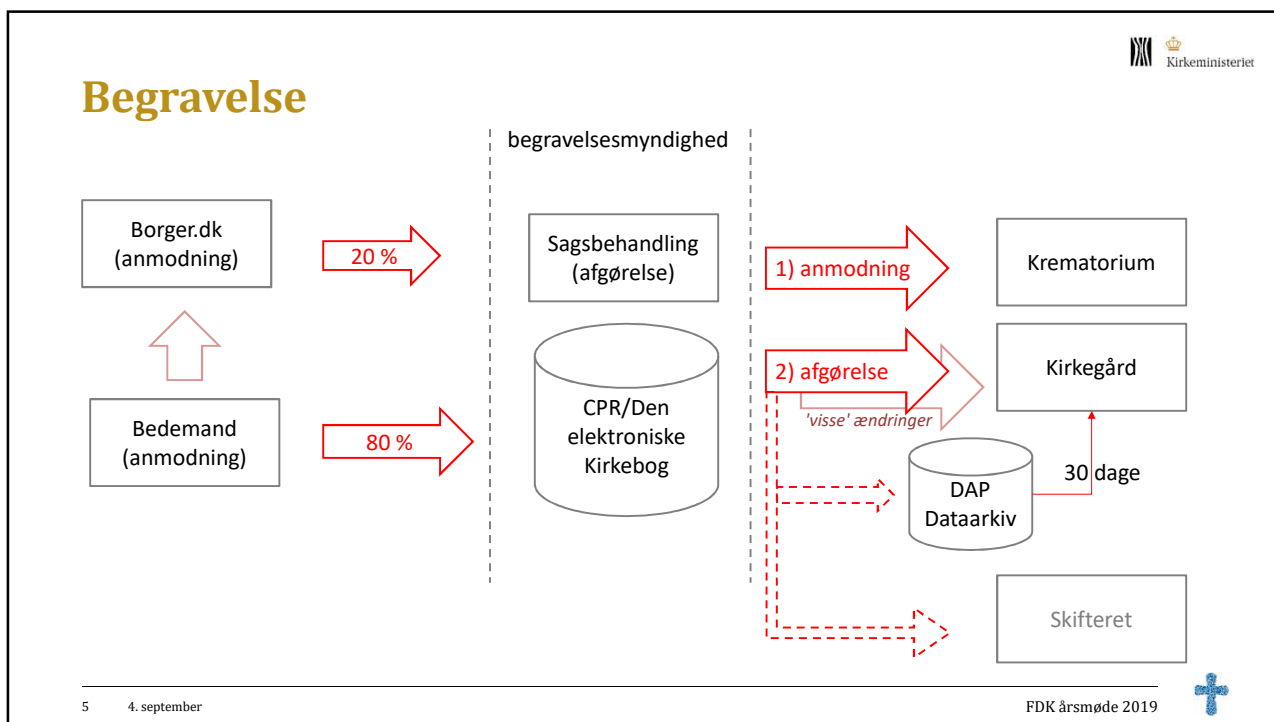 Kirkeministeriet
Begravelse
begravelsesmyndighed
Borger.dk
(anmodning)
20 %
Sagsbehandling
(afgørelse)
1) anmodning
Krematorium
2) afgørelse
'visse' ændringer
Kirkegård
Bedemand
(anmodning)
80 %
CPR/Den
elektroniske
Kirkebog
DAP
Dataarkiv
30 dage
Skifteret
5 4. september
FDK årsmøde 2019